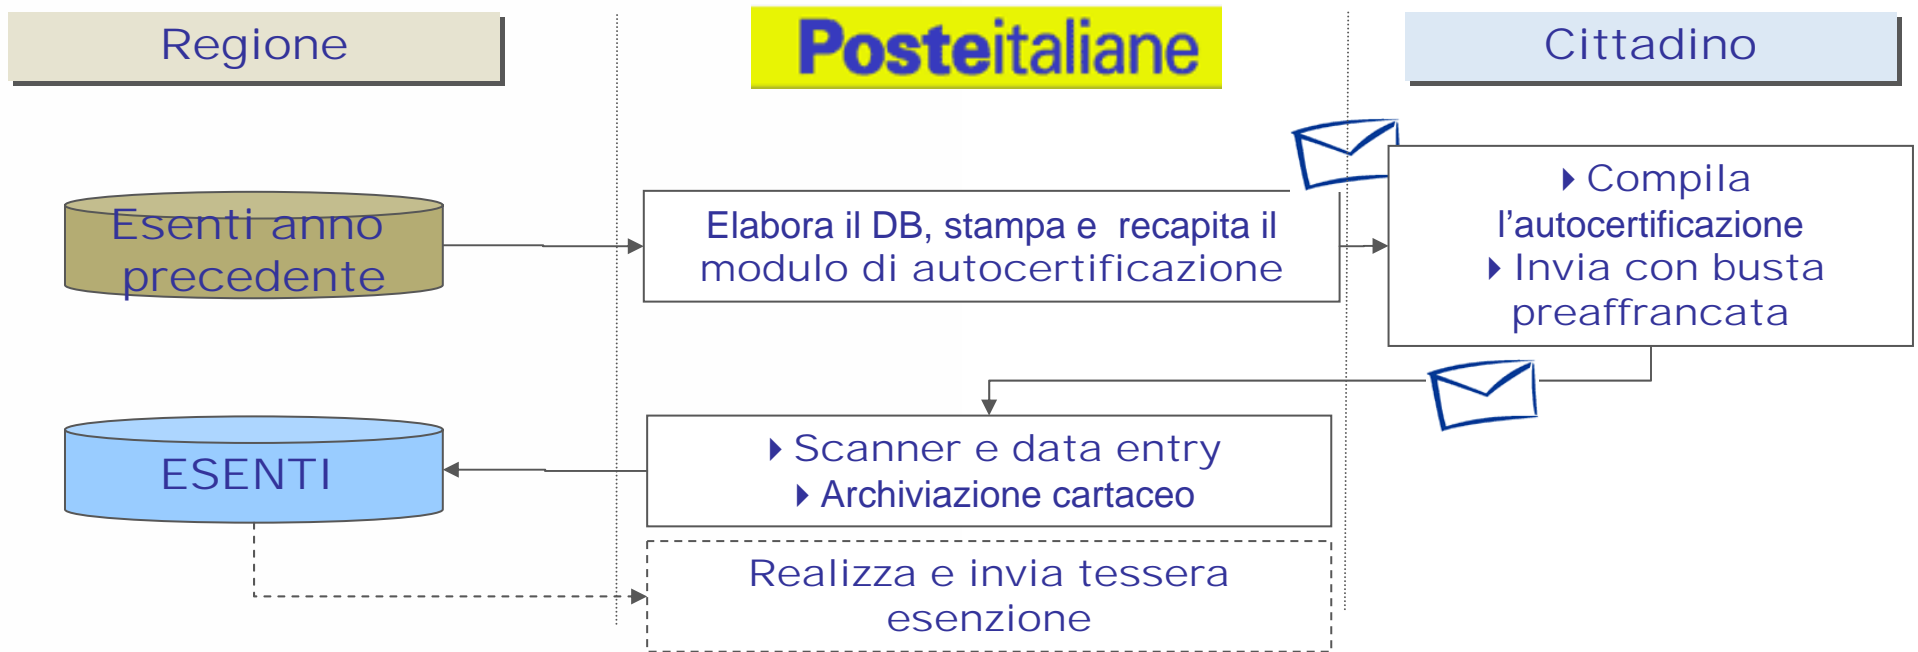 Regione
Posteitaliane
Cittadino
Esenti anno
precedente
Elabora il DB, stampa e recapita il
modulo di autocertificazione
Compila
l’autocertificazione
Invia con busta
preaffrancata
ESENTI
Scanner e data entry
Archiviazione cartaceo
Realizza e invia tessera
esenzione